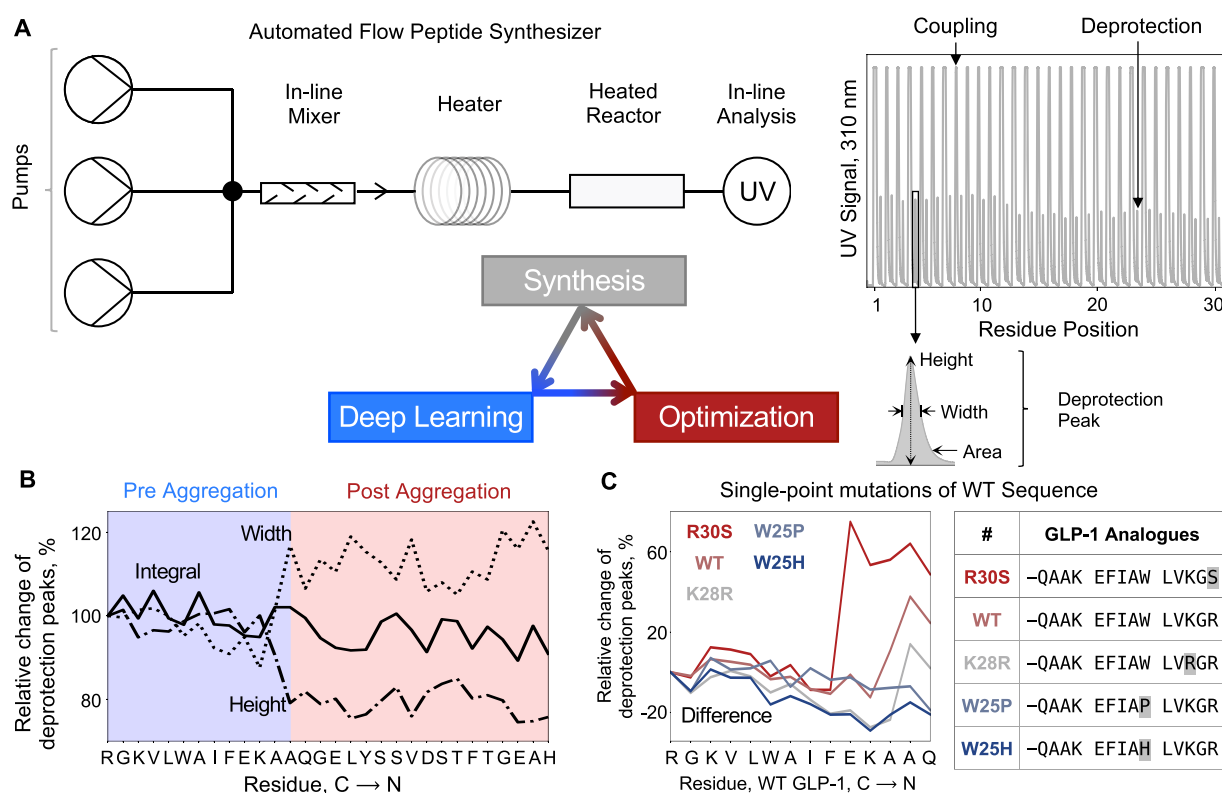 A
Automated Flow Peptide Synthesizer
Pumps
In-line
Mixer
Heater
Heated
Reactor
In-line
Analysis
UV
Synthesis
Deep Learning
Optimization
Coupling
Deprotection
UV Signal, 310 nm
1 10 20 30
Residue Position
Height
Width
Area
Deprotection
Peak
B
Pre Aggregation
Post Aggregation
Relative change of
deprotection peaks, %
120
100
80
Width
Integral
Height
R G K V L W A I F E K A A Q G E L Y S S V D S T F T G E A H
Residue, C → N
C
Single-point mutations of WT Sequence
Relative change of
deprotection peaks, %
60
20
-20
R30S W25P
WT W25H
K28R
Difference
R G K V L W A I F E K A A Q
Residue, WT GLP-1, C → N
# GLP-1 Analogues
R30S –QAAK EFIAW LVKGS
WT –QAAK EFIAW LVKGR
K28R –QAAK EFIAW LVRGR
W25P –QAAK EFIAP LVKGR
W25H –QAAK EFIAH LVKGR